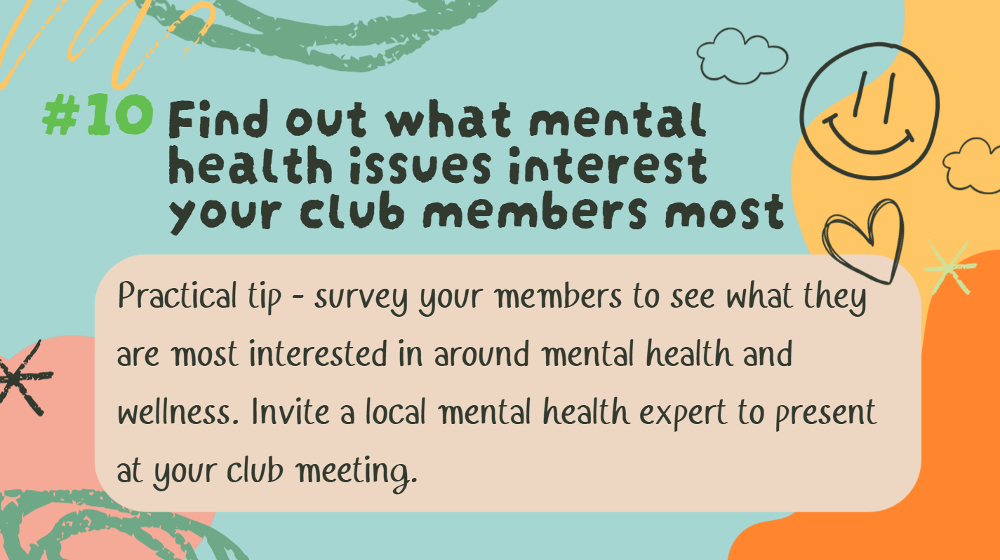 #10 Find out what mental
health issues interest
your club members most
Practical tip - survey your members to see what they
are most interested in around mental health and
wellness. Invite a local mental health expert to present
at your club meeting.